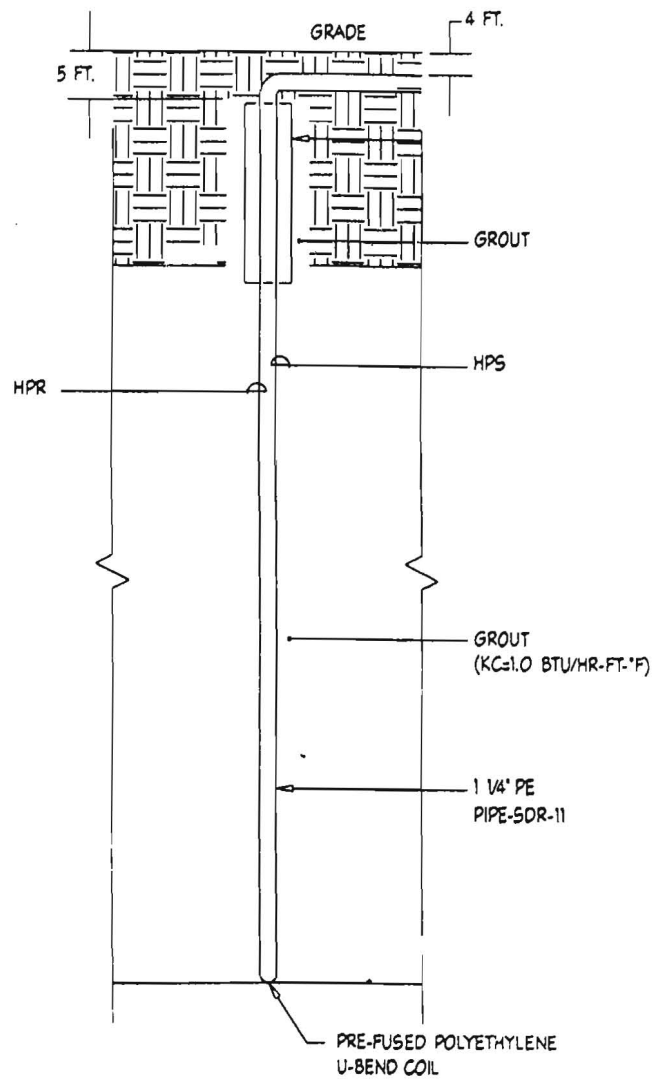 4 FT.
GRADE
5 FT.
GROUT
HPS
HPR
GROUT
(KC=1.0 BTU/HR-FT-°F)
1 1/4" PE
PIPE-SDR-11
PRE-FUSED POLYETHYLENE
U-BEND COIL